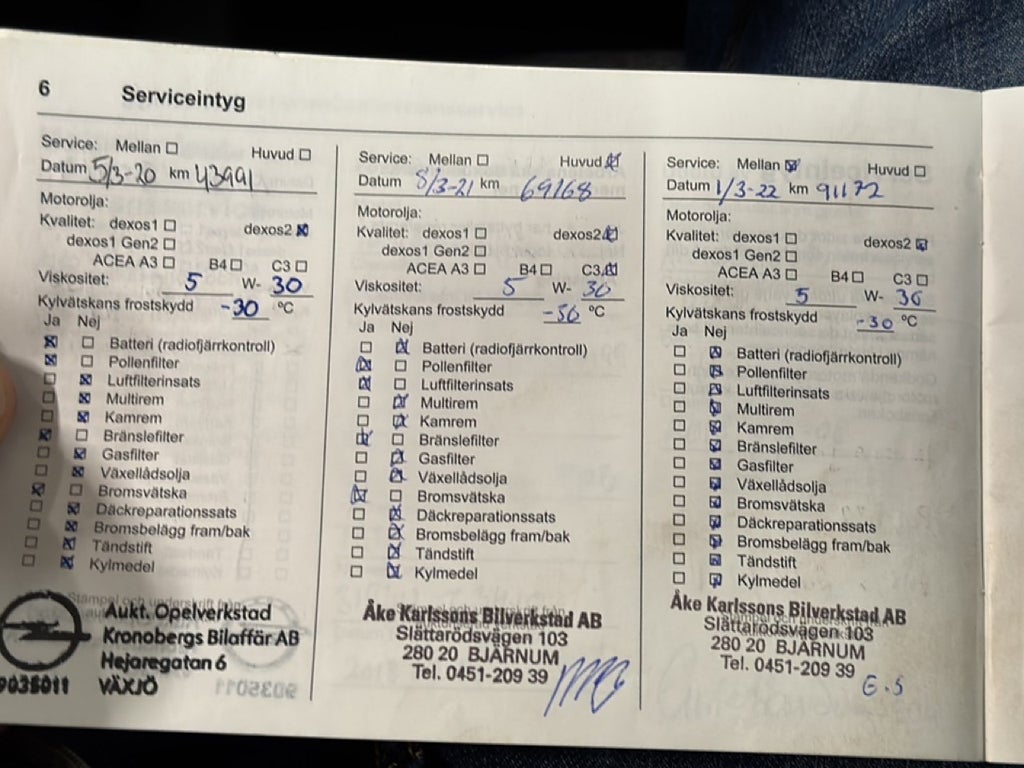 6 Serviceintyg
Service: Mellan ☐ Huvud ☐
Datum 5/3-20 km 43991
Motorolja:
Kvalitet: dexos1 ☐ dexos2 ☒
dexos1 Gen2 ☐
ACEA A3 ☐ B4 ☐ C3 ☐
Viskositet: 5 W- 30
Kylvätskans frostskydd -30 °C
Ja Nej
☒ ☐ Batteri (radiofjärrkontroll)
☒ ☐ Pollenfilter
☐ ☒ Luftfilterinsats
☐ ☒ Multirem
☐ ☒ Kamrem
☒ ☐ Bränslefilter
☐ ☒ Gasfilter
☐ ☒ Växellådsolja
☒ ☐ Bromsvätska
☐ ☒ Däckreparationssats
☐ ☒ Bromsbelägg fram/bak
☐ ☒ Tändstift
☐ ☒ Kylmedel
Aukt. Opelverkstad
Kronobergs Bilaffär AB
Hejaregatan 6
9035011 VÄXJÖ
Service: Mellan ☐ Huvud ☒
Datum 8/3-21 km 69168
Motorolja:
Kvalitet: dexos1 ☐ dexos2 ☒
dexos1 Gen2 ☐
ACEA A3 ☐ B4 ☐ C3 ☒
Viskositet: 5 W- 30
Kylvätskans frostskydd -36 °C
Ja Nej
☐ ☒ Batteri (radiofjärrkontroll)
☒ ☐ Pollenfilter
☒ ☐ Luftfilterinsats
☐ ☒ Multirem
☐ ☒ Kamrem
☒ ☐ Bränslefilter
☐ ☒ Gasfilter
☐ ☒ Växellådsolja
☒ ☐ Bromsvätska
☐ ☒ Däckreparationssats
☐ ☒ Bromsbelägg fram/bak
☐ ☒ Tändstift
☐ ☒ Kylmedel
Åke Karlssons Bilverkstad AB
Slättarödsvägen 103
280 20 BJÄRNUM
Tel. 0451-209 39
Service: Mellan ☒ Huvud ☐
Datum 1/3-22 km 91172
Motorolja:
Kvalitet: dexos1 ☐ dexos2 ☒
dexos1 Gen2 ☐
ACEA A3 ☐ B4 ☐ C3 ☐
Viskositet: 5 W- 30
Kylvätskans frostskydd -30 °C
Ja Nej
☐ ☒ Batteri (radiofjärrkontroll)
☐ ☒ Pollenfilter
☐ ☒ Luftfilterinsats
☐ ☒ Multirem
☐ ☒ Kamrem
☐ ☒ Bränslefilter
☐ ☒ Gasfilter
☐ ☒ Växellådsolja
☐ ☒ Bromsvätska
☐ ☒ Däckreparationssats
☐ ☒ Bromsbelägg fram/bak
☐ ☒ Tändstift
☐ ☒ Kylmedel
Åke Karlssons Bilverkstad AB
Slättarödsvägen 103
280 20 BJÄRNUM
Tel. 0451-209 39
E.S